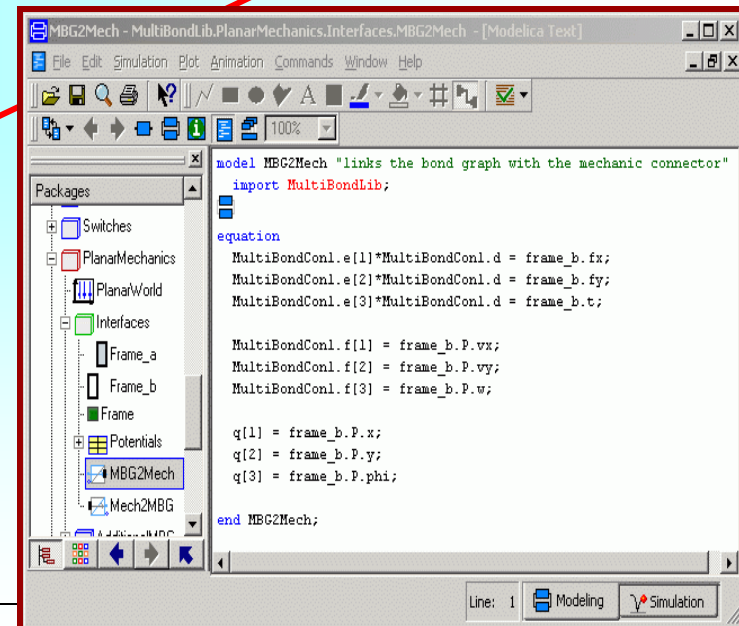 MBG2Mech - MultiBondLib.PlanarMechanics.Interfaces.MBG2Mech - [Modelica Text]
File Edit Simulation Plot Animation Commands Window Help
100%
Packages
Switches
PlanarMechanics
PlanarWorld
Interfaces
Frame_a
Frame_b
Frame
Potentials
MBG2Mech
Mech2MBG
model MBG2Mech "links the bond graph with the mechanic connector"
import MultiBondLib;
equation
MultiBondCon1.e[1]*MultiBondCon1.d = frame_b.fx;
MultiBondCon1.e[2]*MultiBondCon1.d = frame_b.fy;
MultiBondCon1.e[3]*MultiBondCon1.d = frame_b.t;
MultiBondCon1.f[1] = frame_b.P.vx;
MultiBondCon1.f[2] = frame_b.P.vy;
MultiBondCon1.f[3] = frame_b.P.w;
q[1] = frame_b.P.x;
q[2] = frame_b.P.y;
q[3] = frame_b.P.phi;
end MBG2Mech;
Line: 1 Modeling Simulation